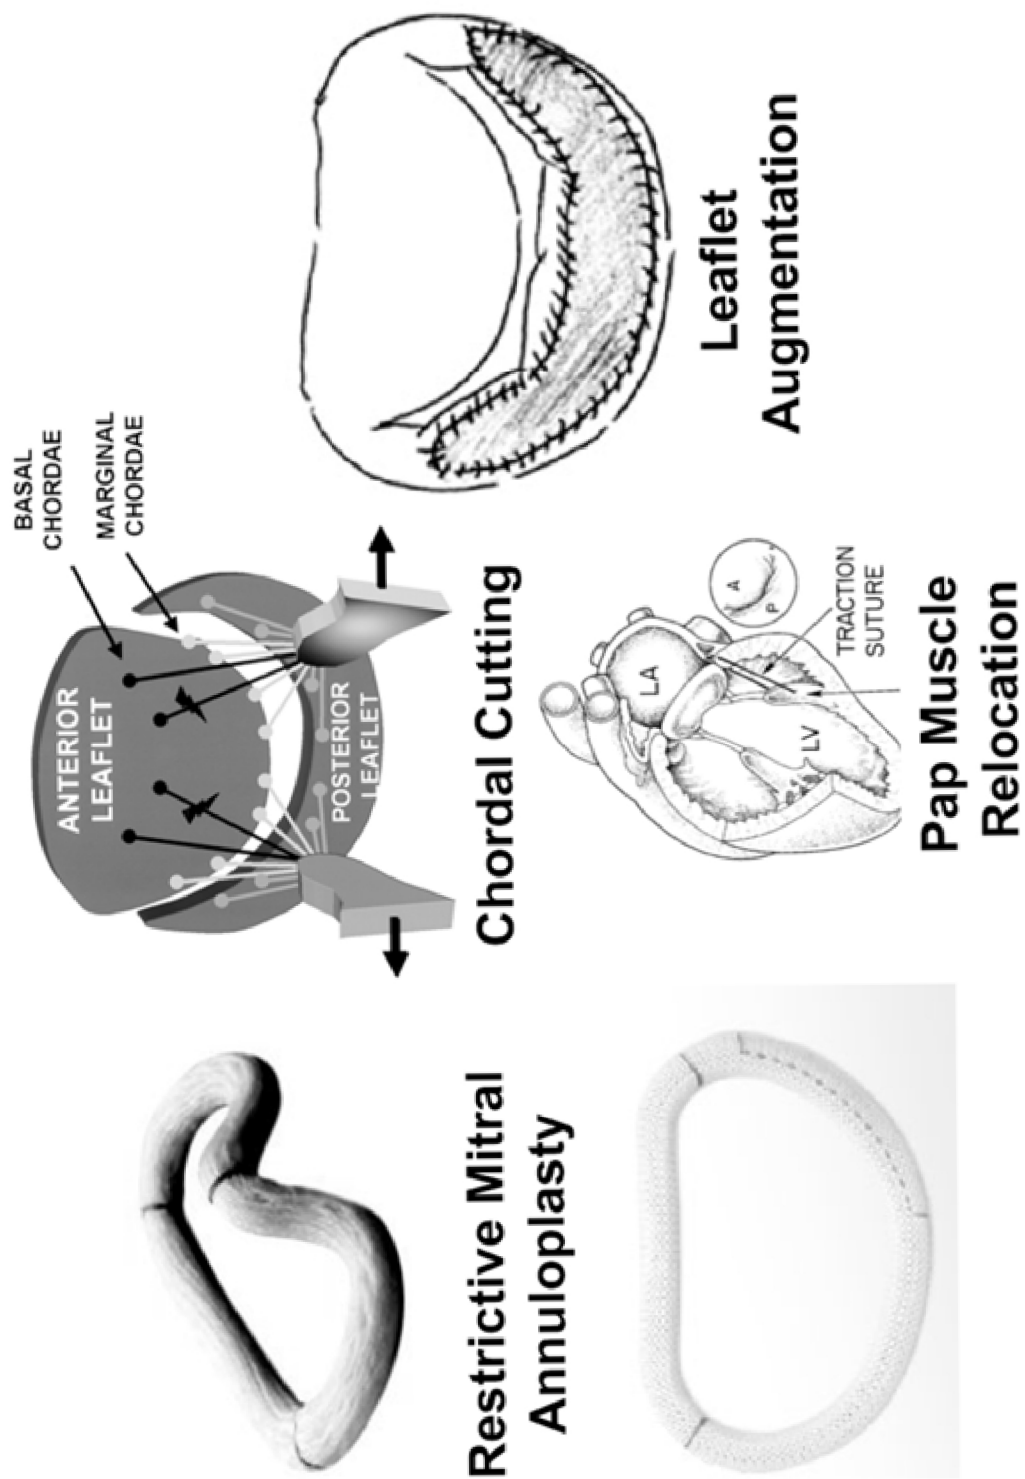 Restrictive Mitral
Annuloplasty
BASAL
CHORDAE
MARGINAL
CHORDAE
ANTERIOR
LEAFLET
POSTERIOR
LEAFLET
Chordal Cutting
LA
LV
A
P
TRACTION
SUTURE
Pap Muscle
Relocation
Leaflet
Augmentation